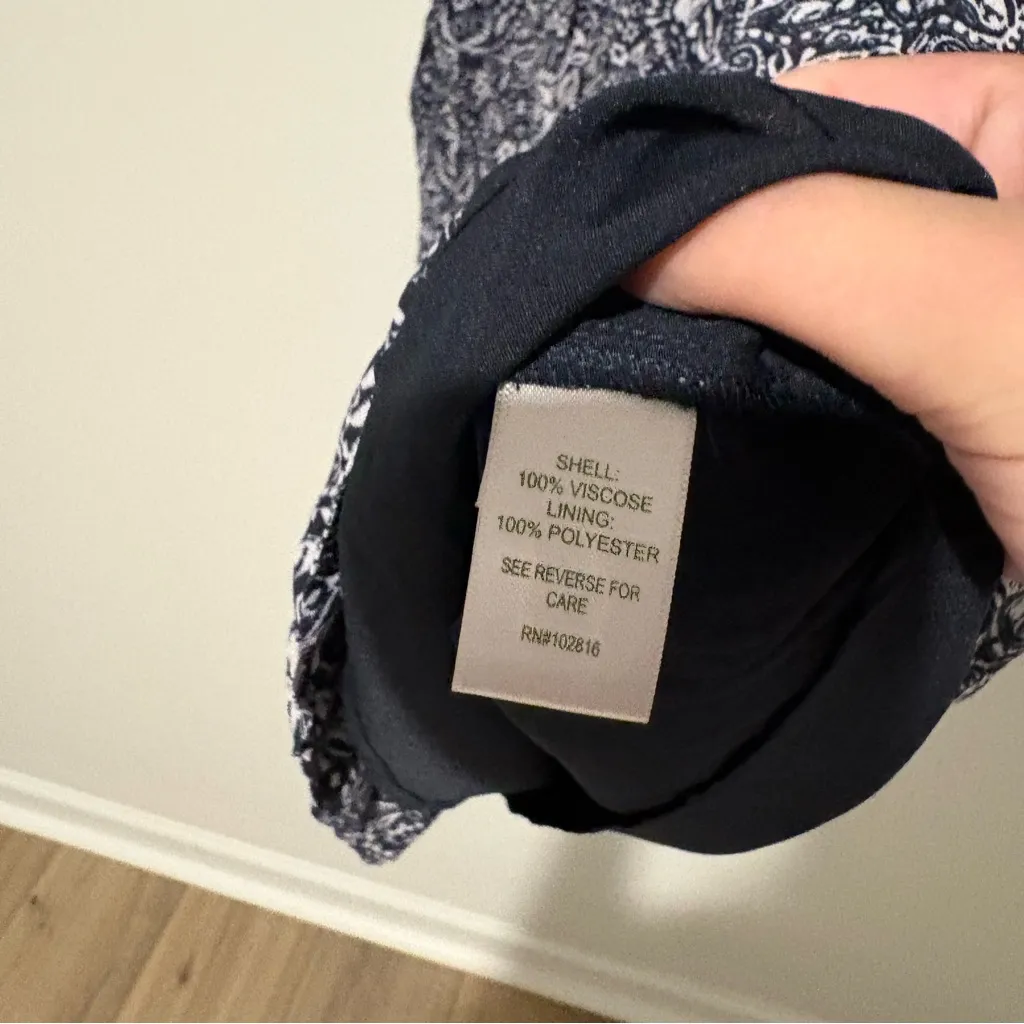 SHELL:
100% VISCOSE
LINING:
100% POLYESTER
SEE REVERSE FOR
CARE
RN#102816